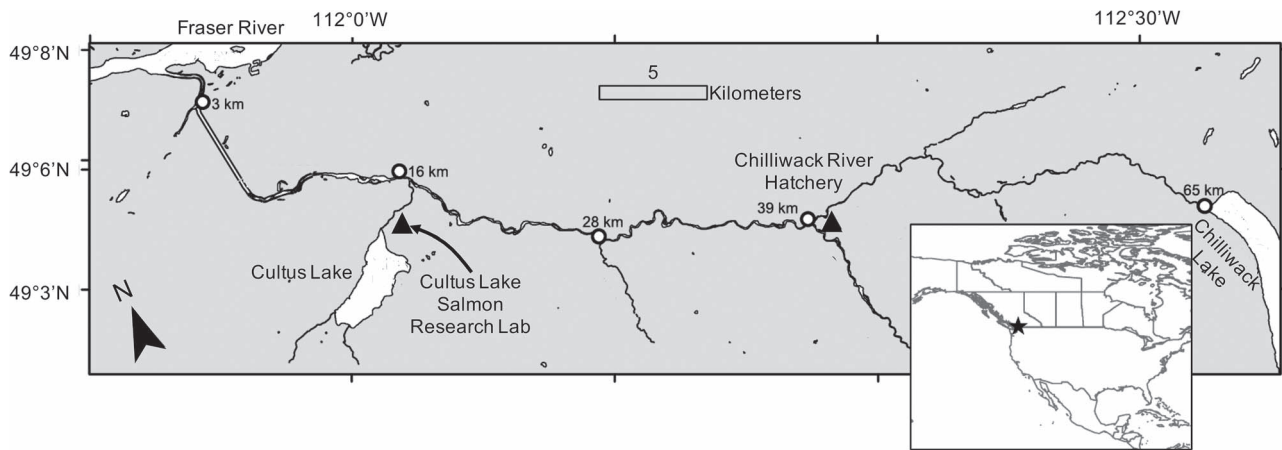 Fraser River
112°0'W
112°30'W
49°8'N
5
Kilometers
3 km
49°6'N
16 km
Chilliwack River
Hatchery
28 km
39 km
65 km
Cultus Lake
Cultus Lake
Salmon
Research Lab
Chilliwack
Lake
49°3'N
N